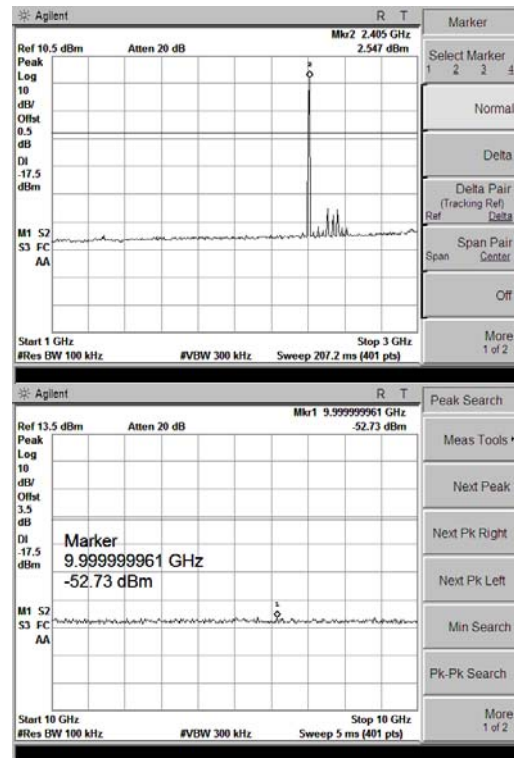 Agilent R T
Mkr2 2.405 GHz
Ref 10.5 dBm Atten 20 dB 2.547 dBm
Peak
Log
10
dB/
Offst
0.5
dB
DI
-17.5
dBm
M1 S2
S3 FC
AA
2
Start 1 GHz Stop 3 GHz
#Res BW 100 kHz #VBW 300 kHz Sweep 207.2 ms (401 pts)
Marker
Select Marker
1 2 3 4
Normal
Delta
Delta Pair
(Tracking Ref)
Ref Delta
Span Pair
Span Center
Off
More
1 of 2
Agilent R T
Mkr1 9.999999961 GHz
Ref 13.5 dBm Atten 20 dB -52.73 dBm
Peak
Log
10
dB/
Offst
3.5
dB
DI
-17.5
dBm
Marker
9.999999961 GHz
-52.73 dBm
M1 S2
S3 FC
AA
1
Start 10 GHz Stop 10 GHz
#Res BW 100 kHz #VBW 300 kHz Sweep 5 ms (401 pts)
Peak Search
Meas Tools
Next Peak
Next Pk Right
Next Pk Left
Min Search
Pk-Pk Search
More
1 of 2